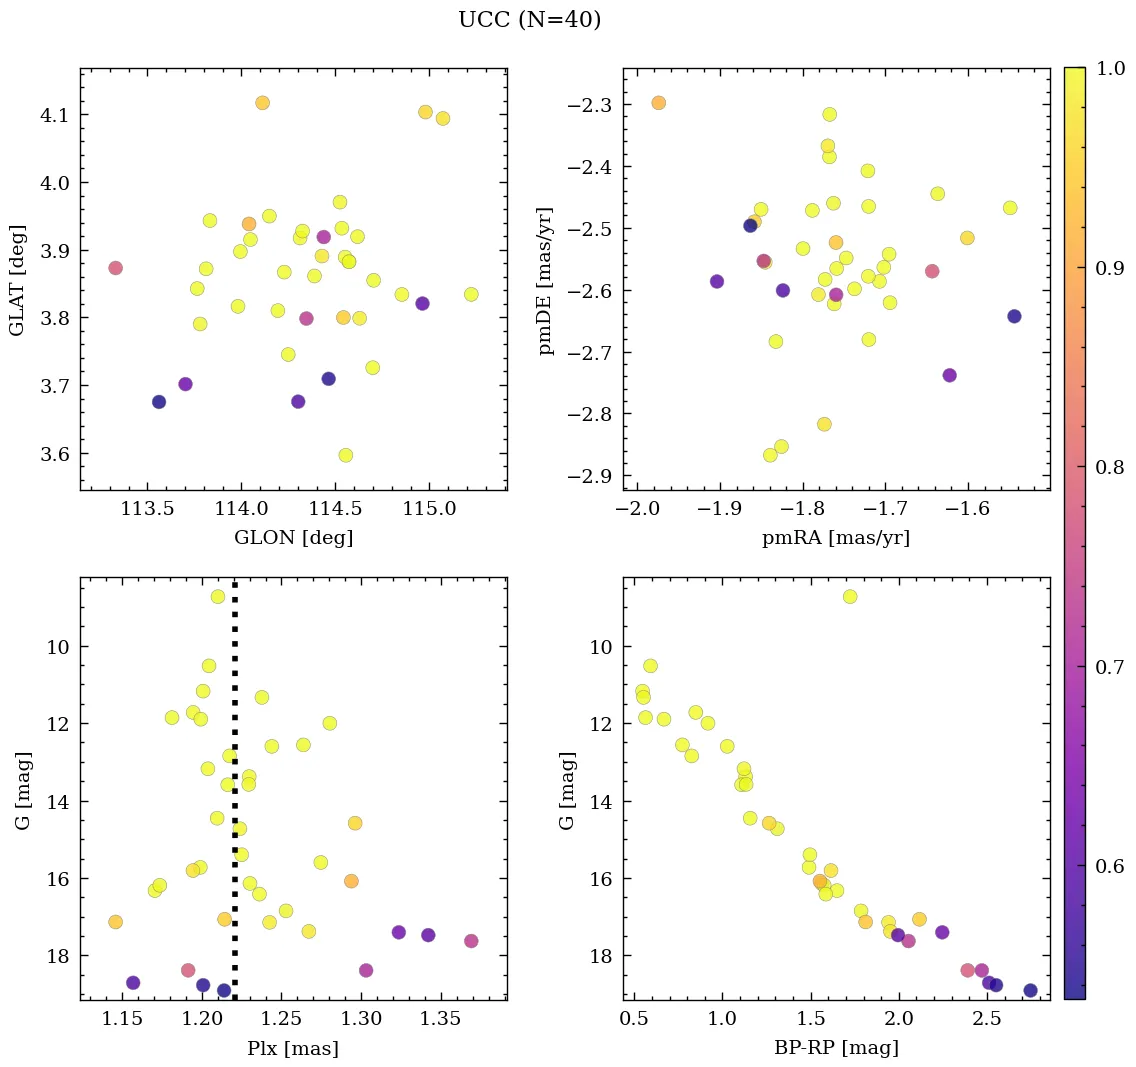 UCC (N=40)
4.1
4.0
3.9
3.8
3.7
3.6
113.5 114.0 114.5 115.0
GLON [deg]
GLAT [deg]
−2.3
−2.4
−2.5
−2.6
−2.7
−2.8
−2.9
−2.0 −1.9 −1.8 −1.7 −1.6
pmRA [mas/yr]
pmDE [mas/yr]
1.0
0.9
0.8
0.7
0.6
10
12
14
16
18
1.15 1.20 1.25 1.30 1.35
Plx [mas]
G [mag]
10
12
14
16
18
0.5 1.0 1.5 2.0 2.5
BP-RP [mag]
G [mag]